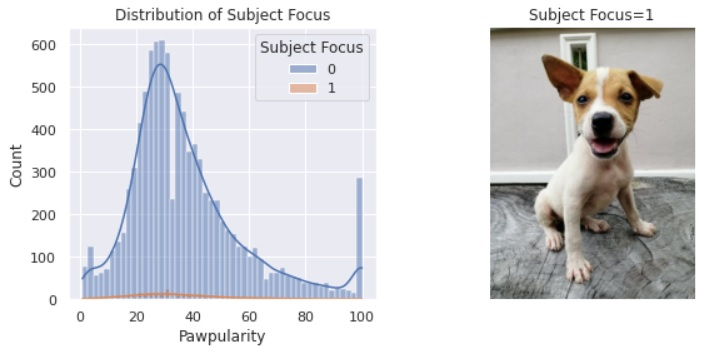 Distribution of Subject Focus
Subject Focus=1
600
500
400
300
200
100
0
Count
Subject Focus
0
1
0 20 40 60 80 100
Pawpularity